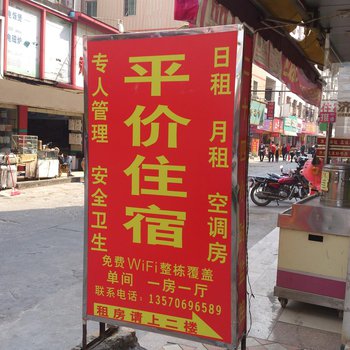 平价住宿
专人管理 安全卫生
日租 月租 空调房
免费WiFi整栋覆盖
单间 一房一厅
联系电话：13570696589
租房请上三楼